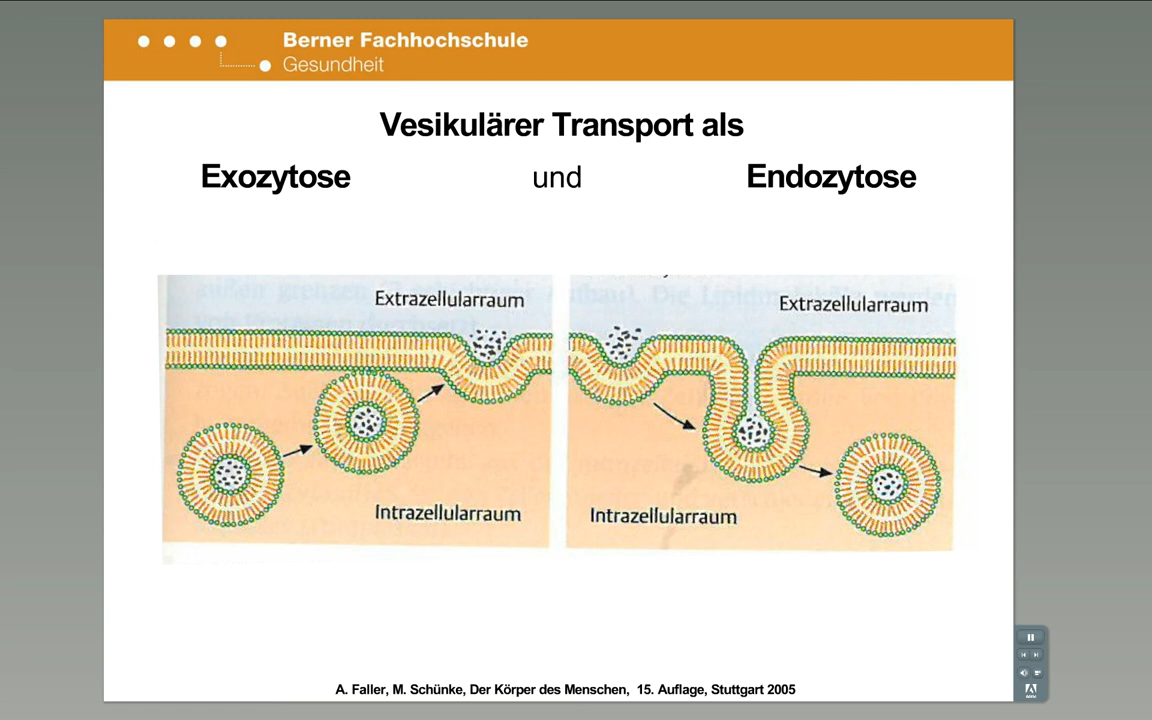 Berner Fachhochschule
Gesundheit
Vesikulärer Transport als
Exozytose und Endozytose
Extrazellularraum
Extrazellularraum
Intrazellularraum
Intrazellularraum
A. Faller, M. Schünke, Der Körper des Menschen, 15. Auflage, Stuttgart 2005